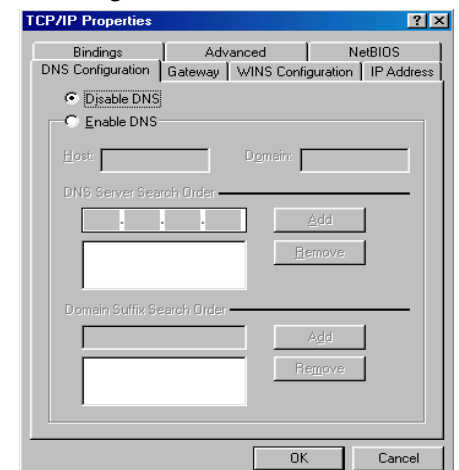 TCP/IP Properties
Bindings Advanced NetBIOS
DNS Configuration Gateway WINS Configuration IP Address
Disable DNS
Enable DNS
Host: Domain:
DNS Server Search Order
Add
Remove
Domain Suffix Search Order
Add
Remove
OK Cancel